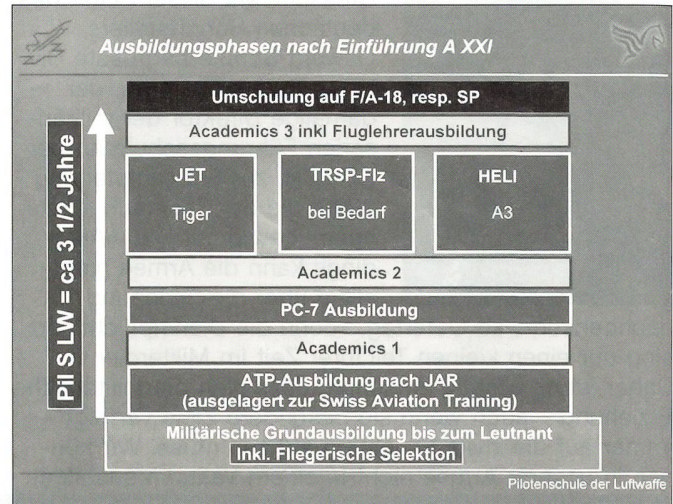 Ausbildungsphasen nach Einführung A XXI
Pil S LW = ca 3 1/2 Jahre
Umschulung auf F/A-18, resp. SP
Academics 3 inkl Fluglehrerausbildung
JET
Tiger
TRSP-Flz
bei Bedarf
HELI
A3
Academics 2
PC-7 Ausbildung
Academics 1
ATP-Ausbildung nach JAR
(ausgelagert zur Swiss Aviation Training)
Militärische Grundausbildung bis zum Leutnant
Inkl. Fliegerische Selektion
Pilotenschule der Luftwaffe